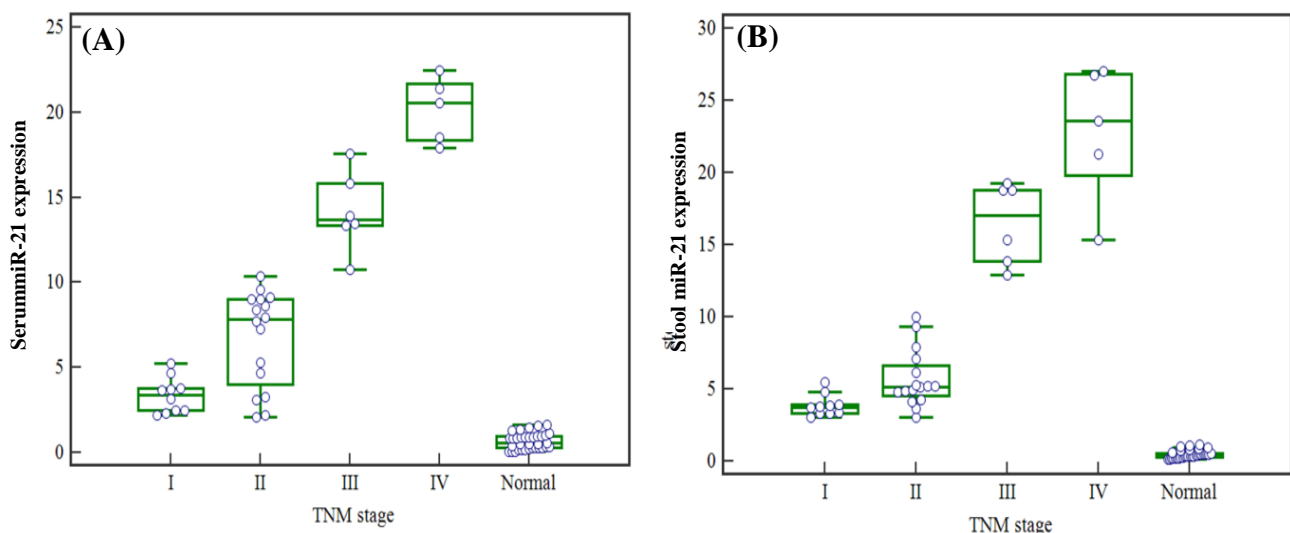 (A)
SerummiR-21 expression
25
20
15
10
5
0
I II III IV Normal
TNM stage
(B)
Stool miR-21 expression
30
25
20
15
10
5
0
I II III IV Normal
TNM stage